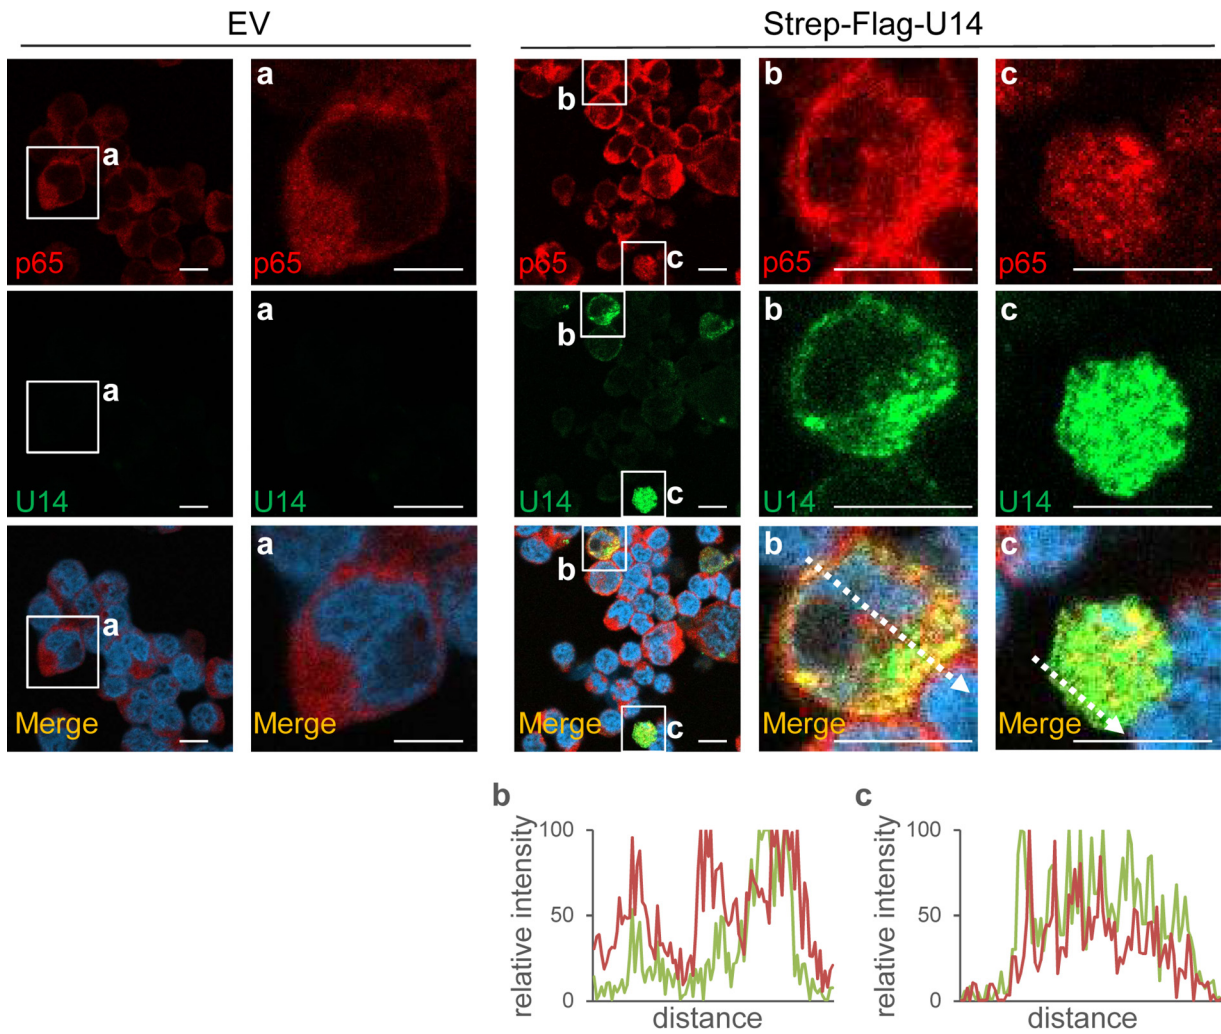 EV
Strep-Flag-U14
a
p65
a
p65
b
c
p65
b
p65
c
p65
a
U14
a
U14
b
c
U14
b
U14
c
U14
a
Merge
a
Merge
b
c
Merge
b
Merge
c
Merge
b
relative intensity
100
50
0
distance
c
relative intensity
100
50
0
distance